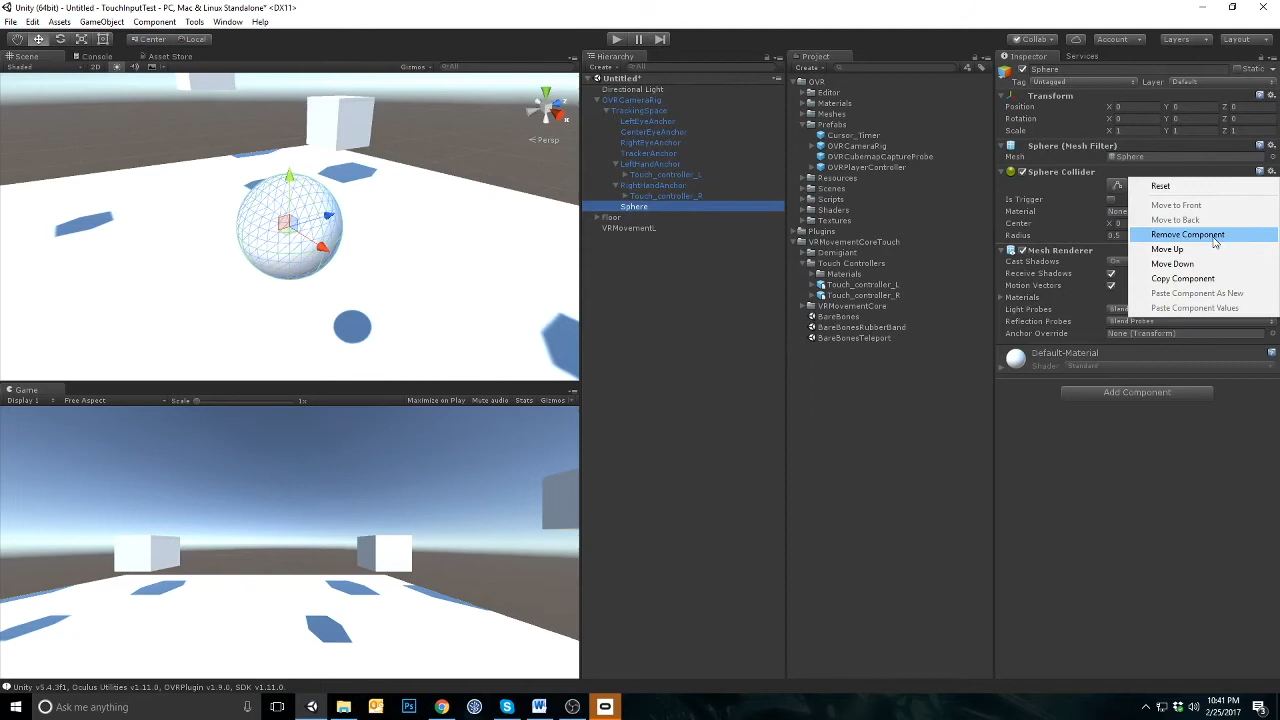 Unity (64bit) - Untitled - TouchInputTest - PC, Mac & Linux Standalone* <DX11>
File Edit Assets GameObject Component Tools Window Help
Center Local
Collab Account Layers Layout
Scene Console Asset Store
Shaded 2D Gizmos All
Persp
Game
Display 1 Free Aspect Scale 1x Maximize on Play Mute audio Stats Gizmos
Hierarchy
Create All
Untitled*
Directional Light
OVRCameraRig
TrackingSpace
LeftEyeAnchor
CenterEyeAnchor
RightEyeAnchor
TrackerAnchor
LeftHandAnchor
Touch_controller_L
RightHandAnchor
Touch_controller_R
Sphere
Floor
VRMovementL
Project
Create
OVR
Editor
Materials
Meshes
Prefabs
Cursor_Timer
OVRCameraRig
OVRCubemapCaptureProbe
OVRPlayerController
Resources
Scenes
Scripts
Shaders
Textures
Plugins
VRMovementCoreTouch
Demigiant
Touch Controllers
Materials
Touch_controller_L
Touch_controller_R
VRMovementCore
BareBones
BareBonesRubberBand
BareBonesTeleport
Inspector Services
Sphere Static
Tag Untagged Layer Default
Transform
Position X 0 Y 0 Z 0
Rotation X 0 Y 0 Z 0
Scale X 1 Y 1 Z 1
Sphere (Mesh Filter)
Mesh Sphere
Sphere Collider
Is Trigger
Material
Center X 0
Radius 0.5
Reset
Move to Front
Move to Back
Remove Component
Move Up
Move Down
Copy Component
Paste Component As New
Paste Component Values
Mesh Renderer
Cast Shadows On
Receive Shadows
Motion Vectors
Materials
Light Probes
Reflection Probes Blend Probes
Anchor Override None (Transform)
Default-Material
Shader Standard
Add Component
Unity v5.4.3f1, Oculus Utilities v1.11.0, OVRPlugin v1.9.0, SDK v1.11.0.
Ask me anything
10:41 PM
2/25/2017